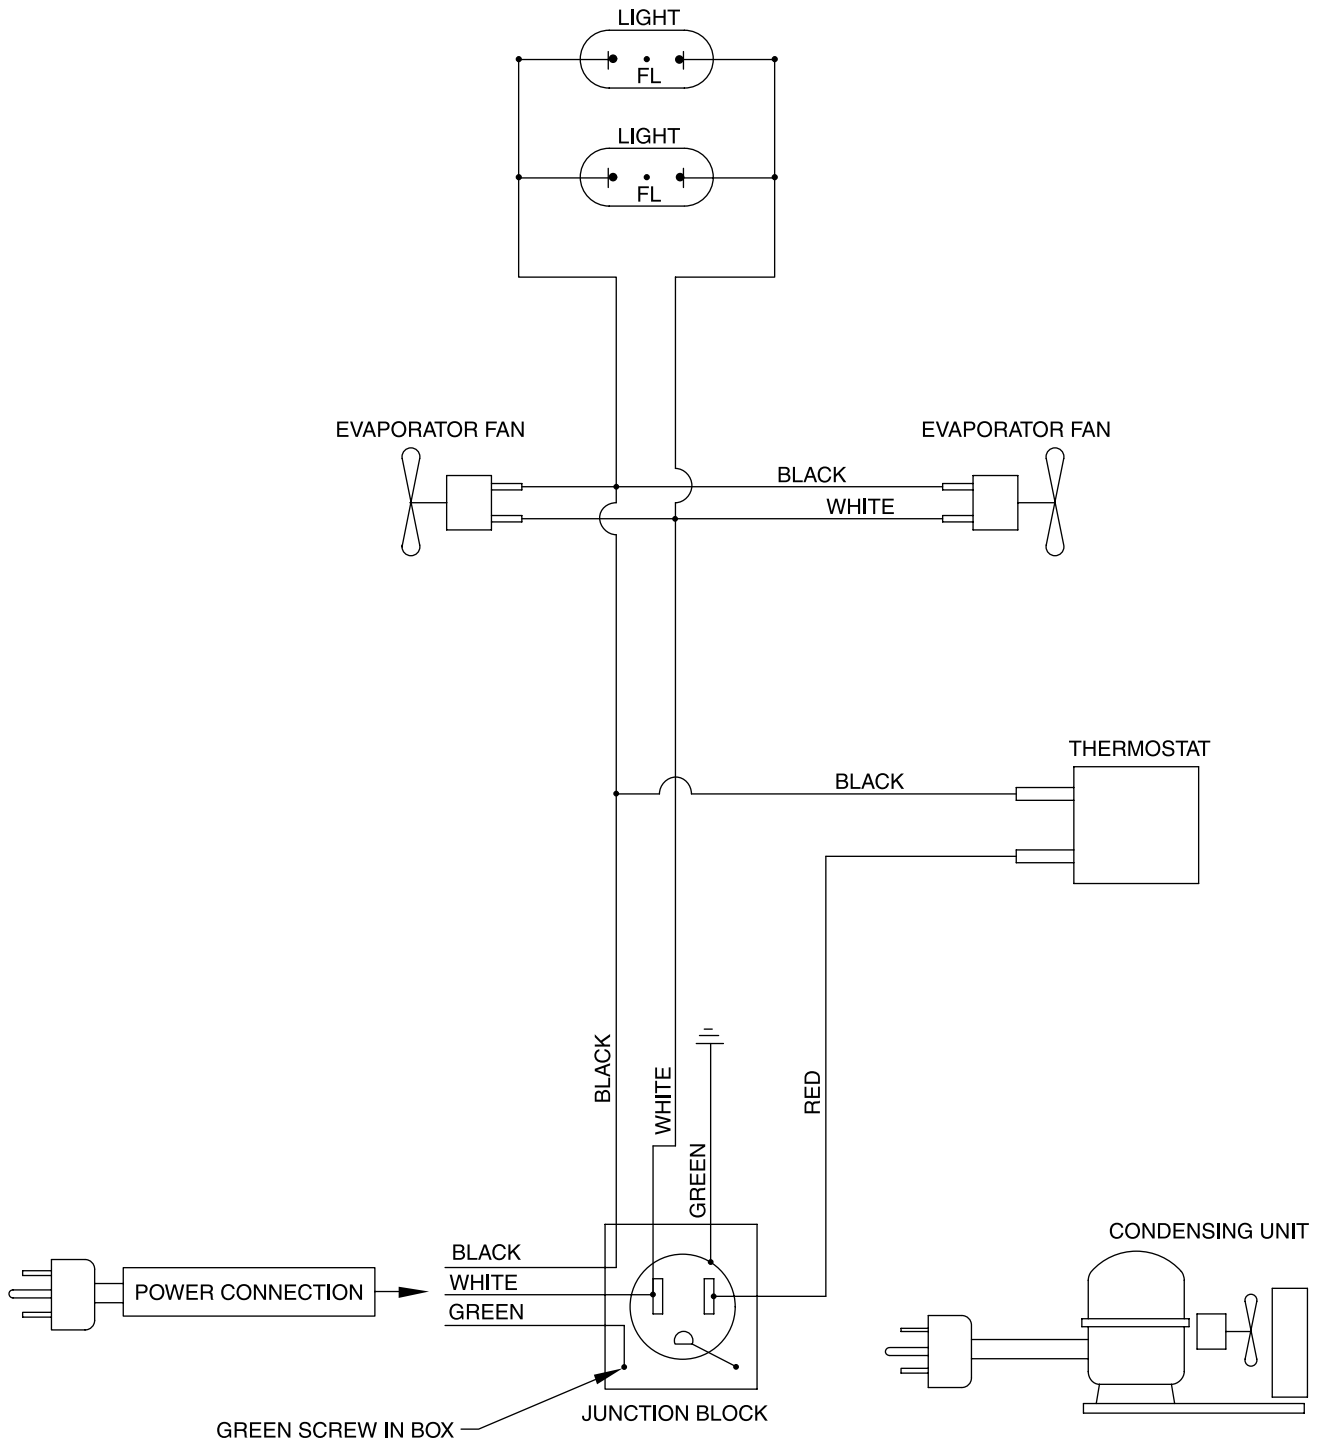 LIGHT
FL
LIGHT
FL
EVAPORATOR FAN
EVAPORATOR FAN
BLACK
WHITE
THERMOSTAT
BLACK
BLACK
WHITE
RED
GREEN
CONDENSING UNIT
BLACK
WHITE
GREEN
POWER CONNECTION
JUNCTION BLOCK
GREEN SCREW IN BOX